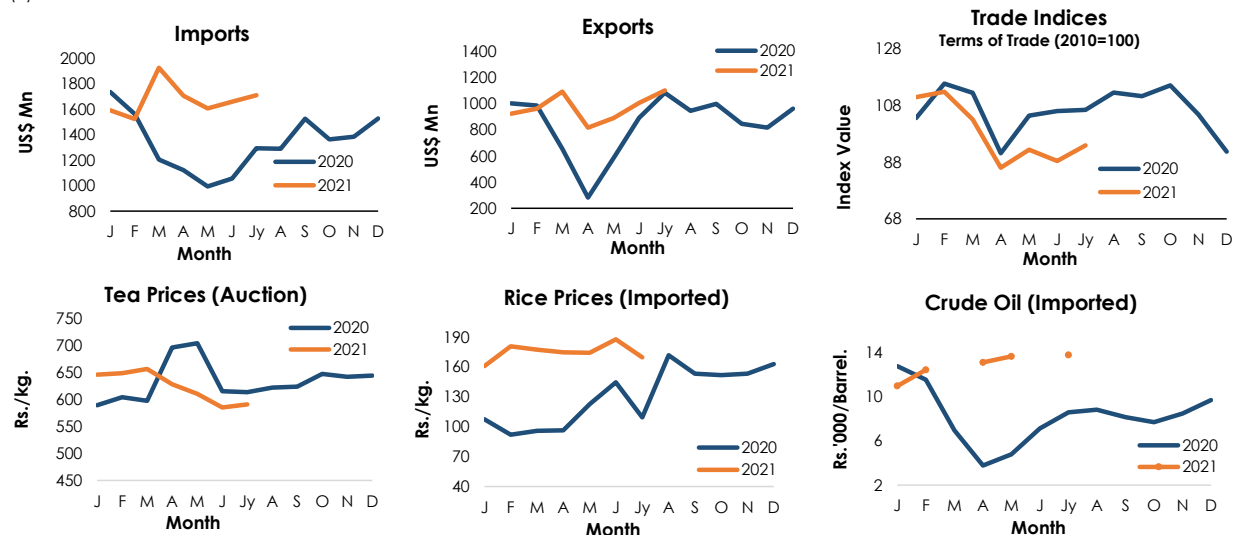 Imports
US$ Mn
2000
1800
1600
1400
1200
1000
800
2020
2021
J F M A M J Jy A S O N D
Month
Exports
US$ Mn
1400
1200
1000
800
600
400
200
2020
2021
J F M A M J Jy A S O N D
Month
Trade Indices
Terms of Trade (2010=100)
Index Value
128
108
88
68
2020
2021
J F M A M J Jy A S O N D
Month
Tea Prices (Auction)
Rs./kg.
750
700
650
600
550
500
450
2020
2021
J F M A M J Jy A S O N D
Month
Rice Prices (Imported)
Rs./kg.
190
160
130
100
70
40
2020
2021
J F M A M J Jy A S O N D
Month
Crude Oil (Imported)
Rs.'000/Barrel.
14
10
6
2
2020
2021
J F M A M J Jy A S O N D
Month